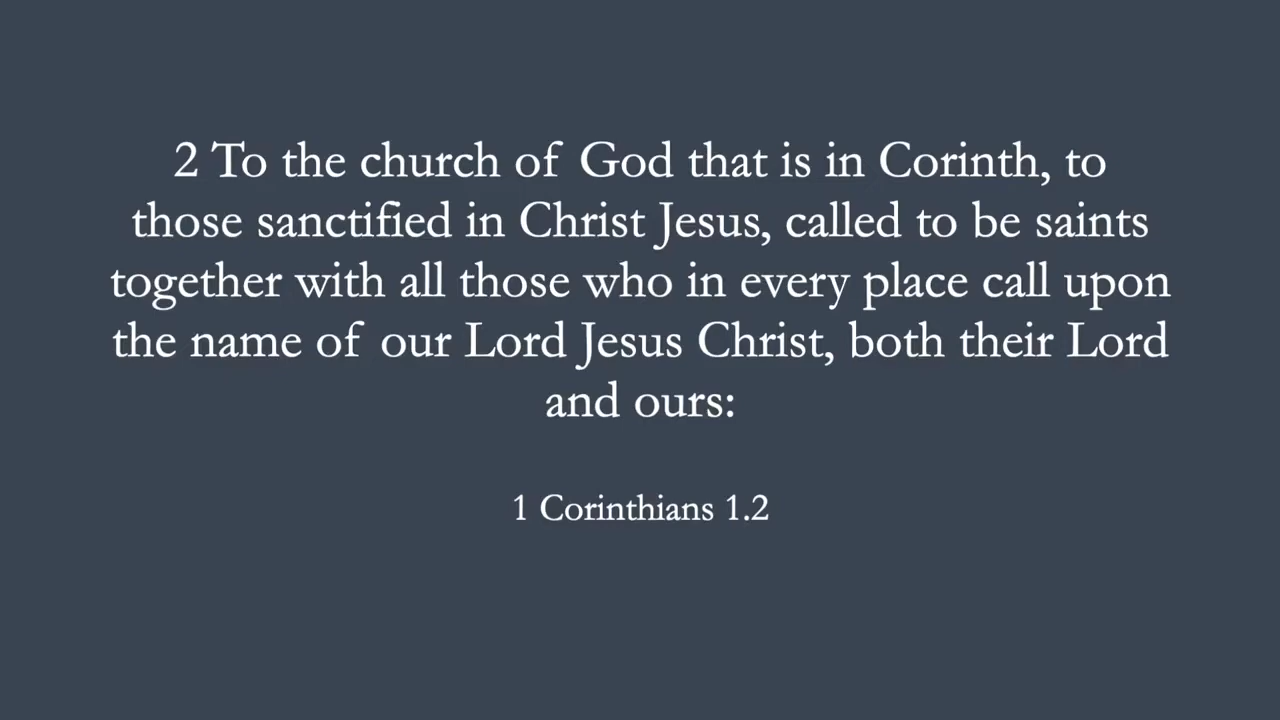 2 To the church of God that is in Corinth, to
those sanctified in Christ Jesus, called to be saints
together with all those who in every place call upon
the name of our Lord Jesus Christ, both their Lord
and ours:
1 Corinthians 1.2